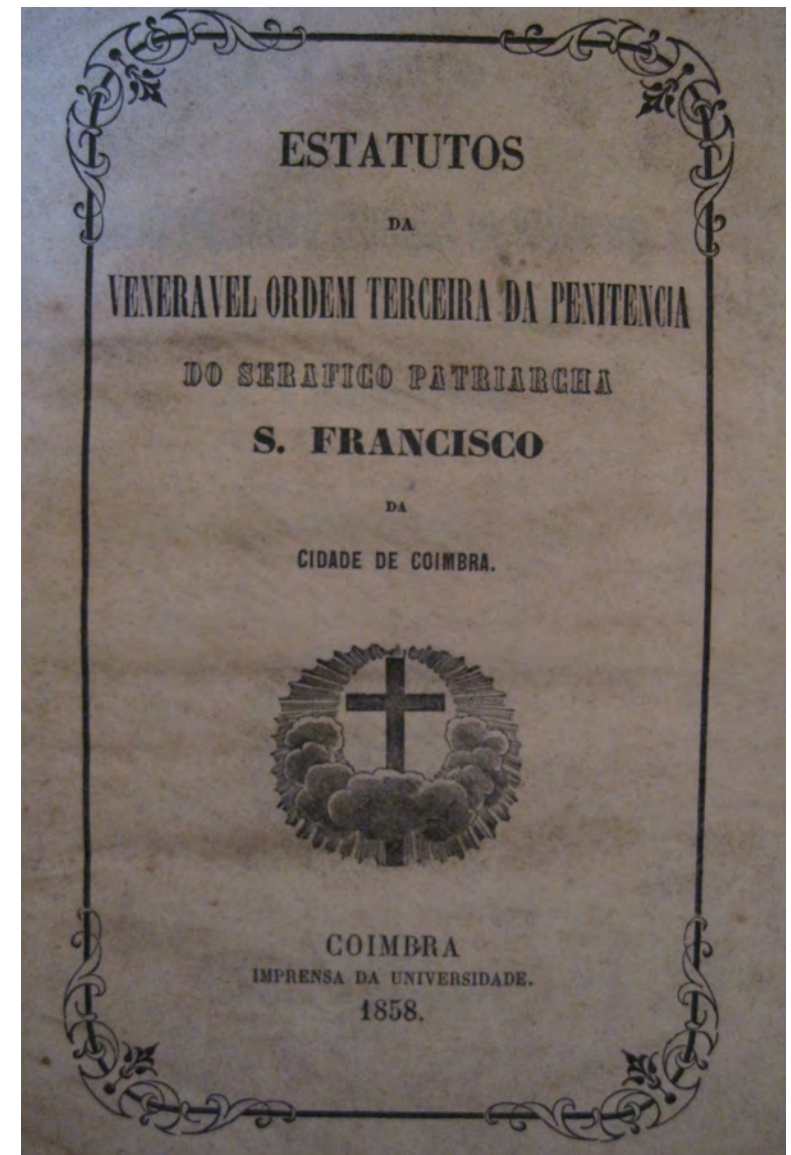 ESTATUTOS
DA
VENERAVEL ORDEM TERCEIRA DA PENITENCIA
DO SERAFICO PATRIARCHA
S. FRANCISCO
DA
CIDADE DE COIMBRA.
COIMBRA
IMPRENSA DA UNIVERSIDADE.
1858.